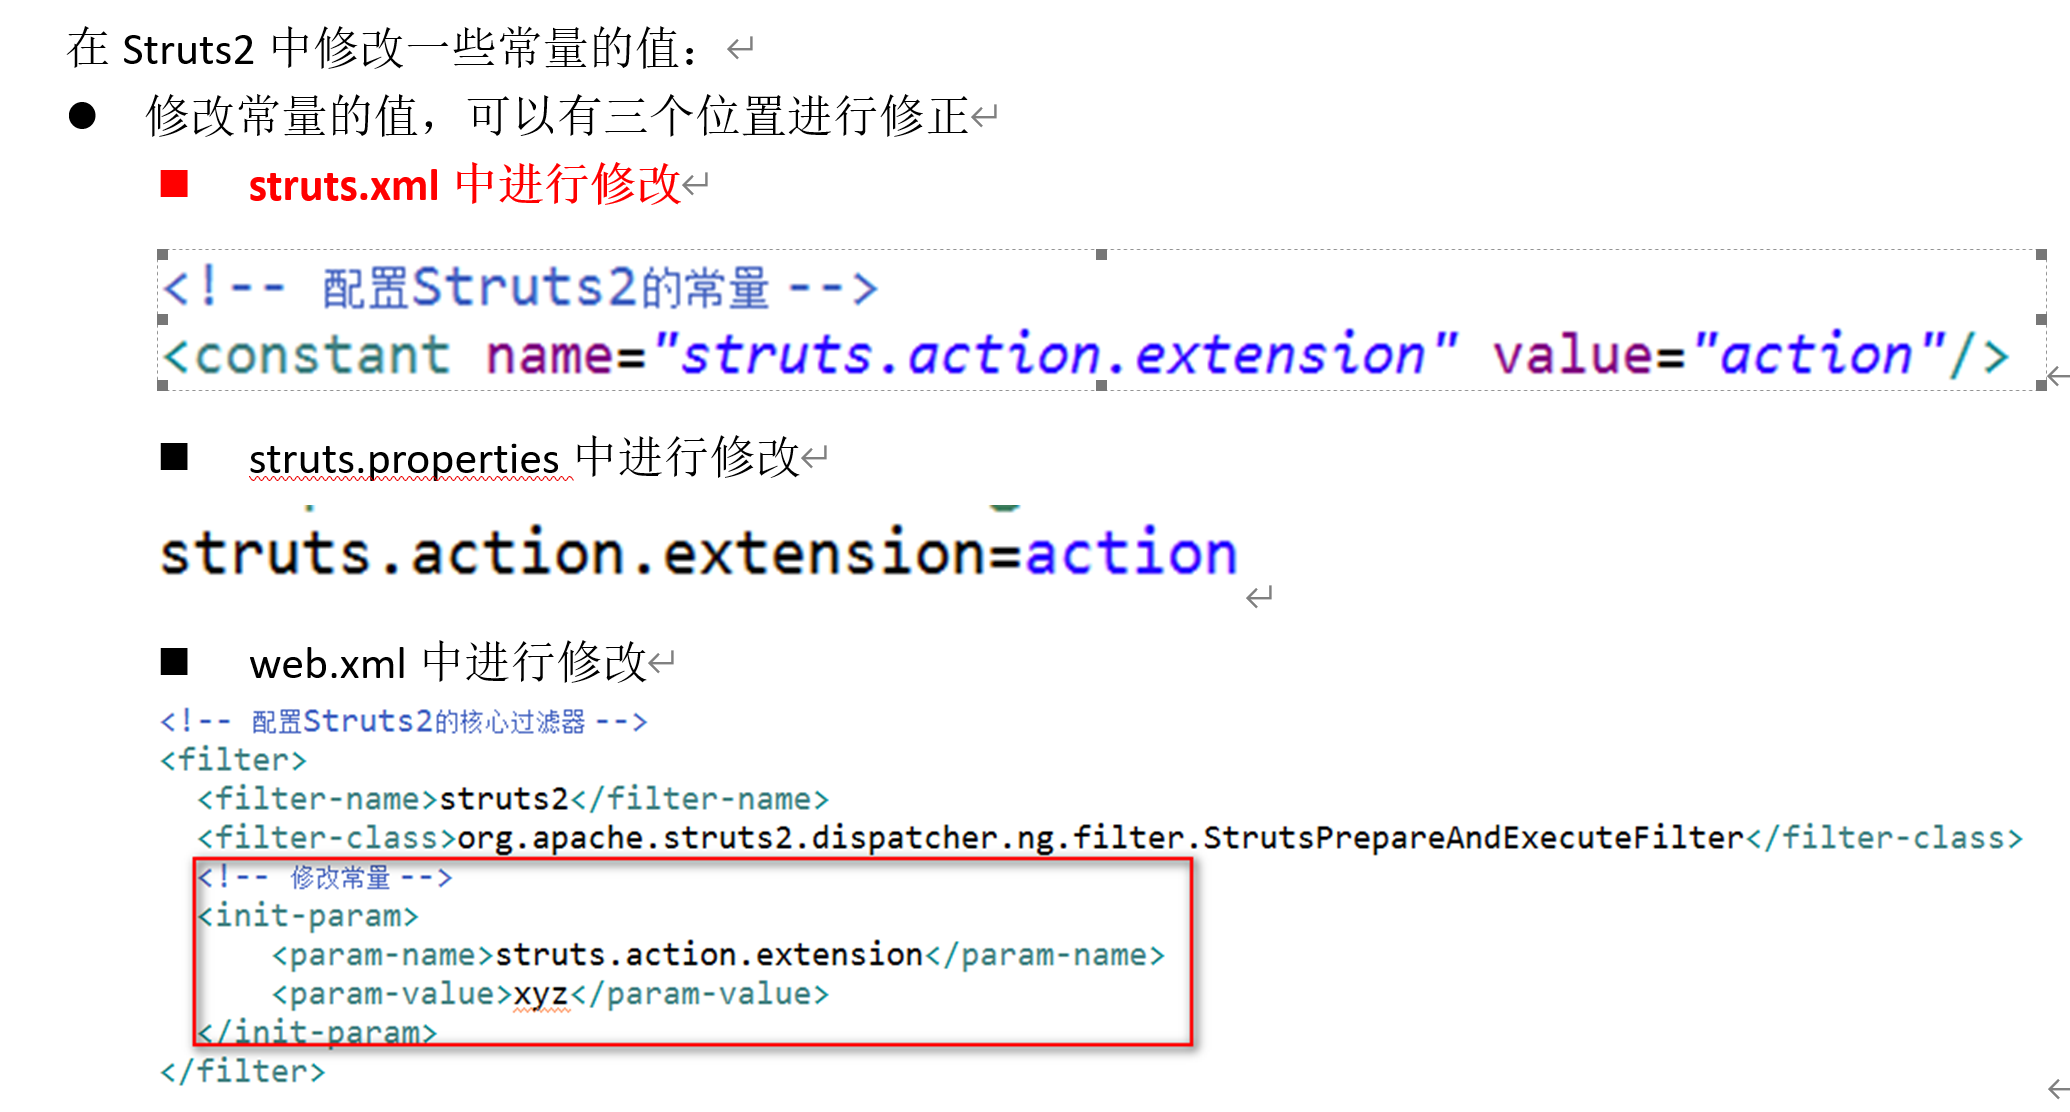 在 Struts2 中修改一些常量的值：
● 修改常量的值，可以有三个位置进行修正
■ struts.xml 中进行修改
<!-- 配置Struts2的常量 -->
<constant name="struts.action.extension" value="action"/>
■ struts.properties 中进行修改
struts.action.extension=action
■ web.xml 中进行修改
<!-- 配置Struts2的核心过滤器 -->
<filter>
<filter-name>struts2</filter-name>
<filter-class>org.apache.struts2.dispatcher.ng.filter.StrutsPrepareAndExecuteFilter</filter-class>
<!-- 修改常量 -->
<init-param>
<param-name>struts.action.extension</param-name>
<param-value>xyz</param-value>
</init-param>
</filter>